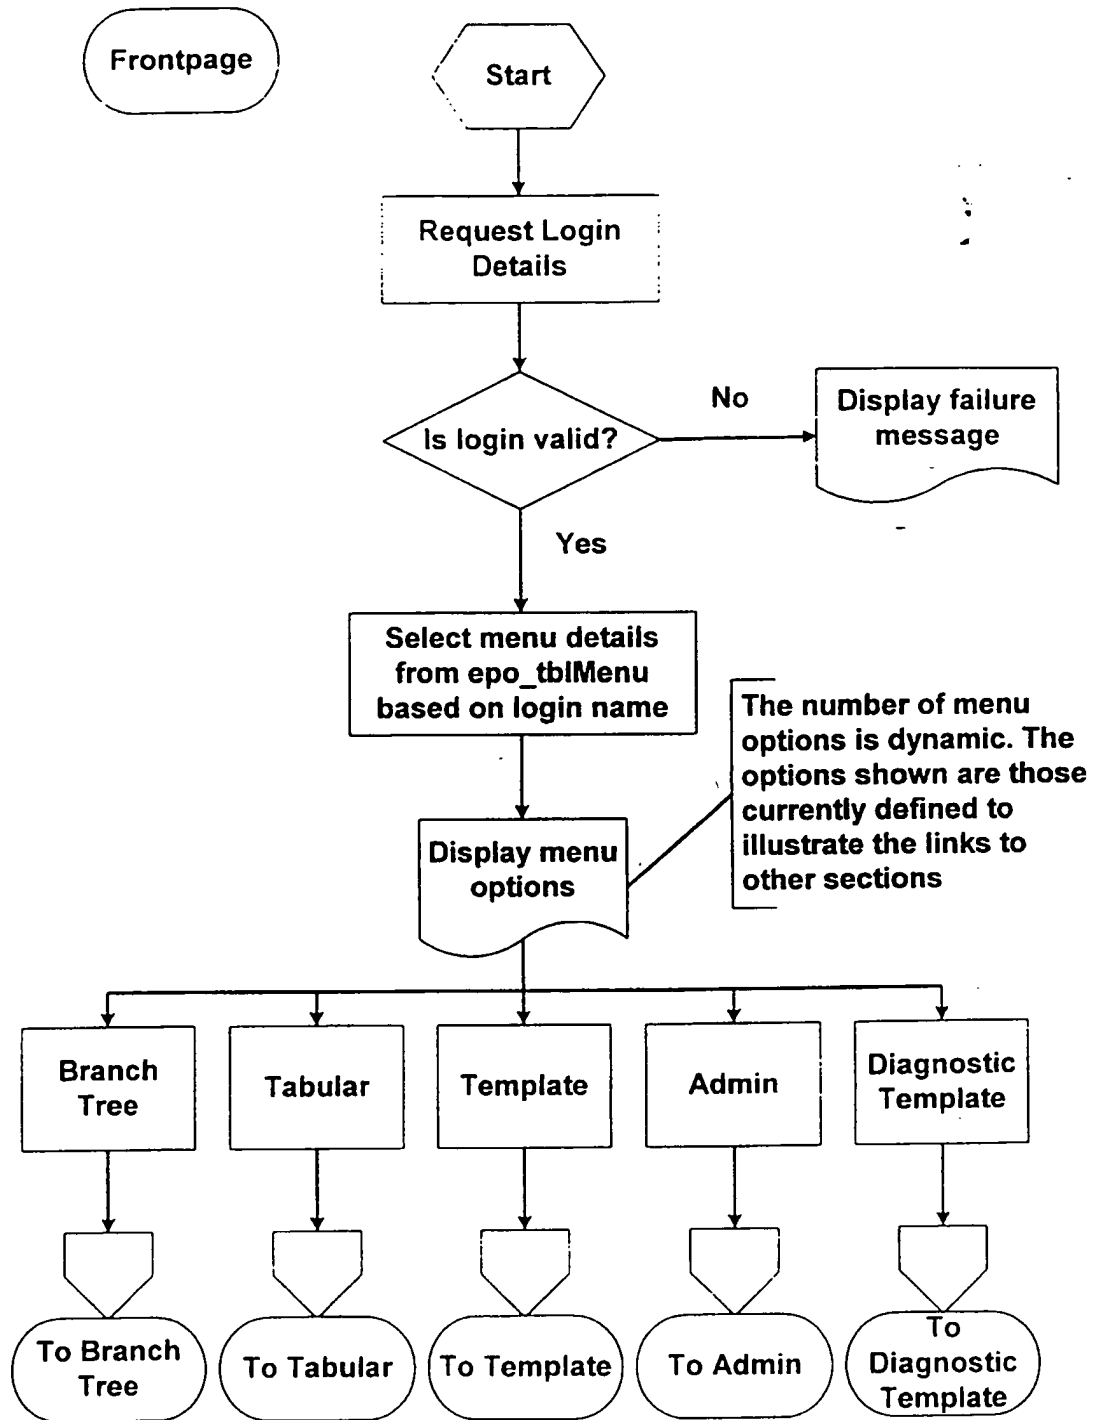 Frontpage
Start
Request Login
Details
Is login valid?
No
Display failure
message
Yes
Select menu details
from epo_tblMenu
based on login name
The number of menu
options is dynamic. The
options shown are those
currently defined to
illustrate the links to
other sections
Display menu
options
Branch
Tree
Tabular
Template
Admin
Diagnostic
Template
To Branch
Tree
To Tabular
To Template
To Admin
To
Diagnostic
Template